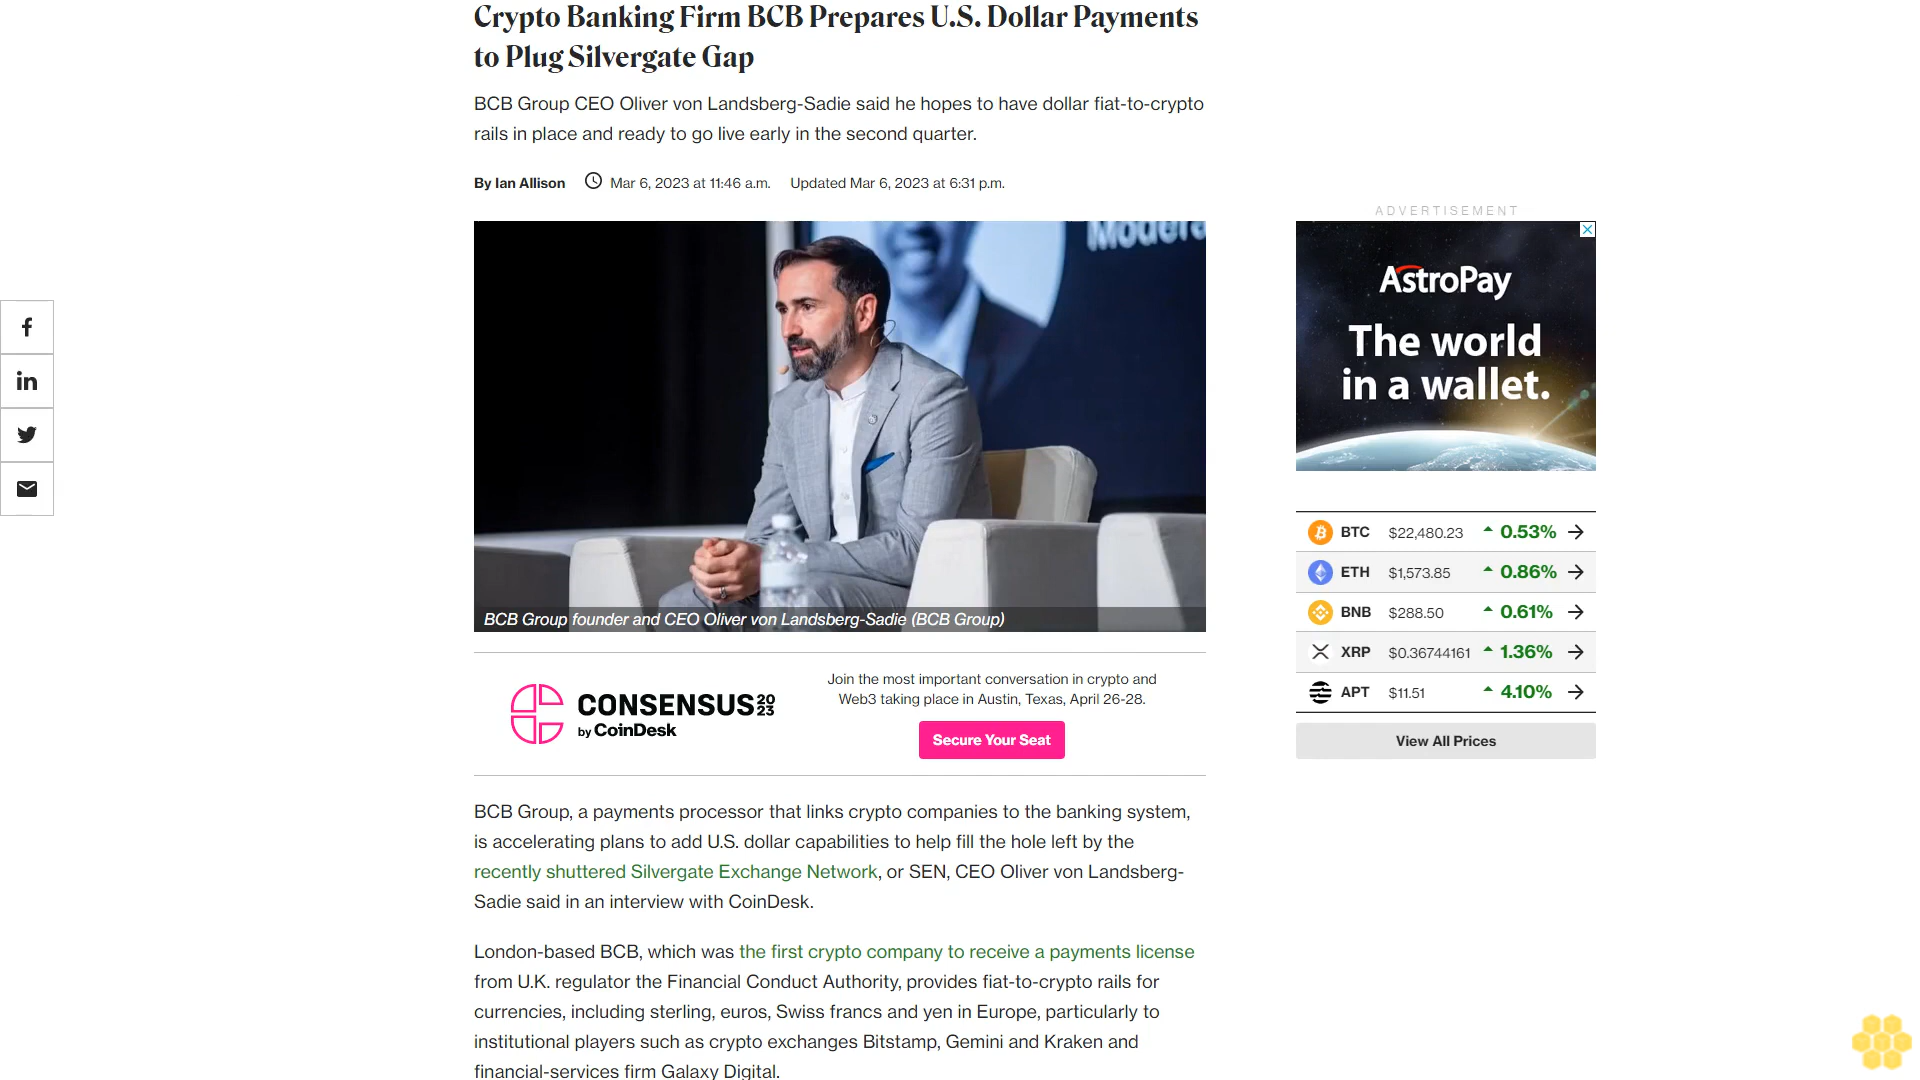 Crypto Banking Firm BCB Prepares U.S. Dollar Payments
to Plug Silvergate Gap
BCB Group CEO Oliver von Landsberg-Sadie said he hopes to have dollar fiat-to-crypto
rails in place and ready to go live early in the second quarter.
By Ian Allison Mar 6, 2023 at 11:46 a.m. Updated Mar 6, 2023 at 6:31 p.m.
Modera
BCB Group founder and CEO Oliver von Landsberg-Sadie (BCB Group)
CONSENSUS 2023
by CoinDesk
Join the most important conversation in crypto and
Web3 taking place in Austin, Texas, April 26-28.
Secure Your Seat
BCB Group, a payments processor that links crypto companies to the banking system,
is accelerating plans to add U.S. dollar capabilities to help fill the hole left by the
recently shuttered Silvergate Exchange Network, or SEN, CEO Oliver von Landsberg-
Sadie said in an interview with CoinDesk.
London-based BCB, which was the first crypto company to receive a payments license
from U.K. regulator the Financial Conduct Authority, provides fiat-to-crypto rails for
currencies, including sterling, euros, Swiss francs and yen in Europe, particularly to
institutional players such as crypto exchanges Bitstamp, Gemini and Kraken and
financial-services firm Galaxy Digital.
ADVERTISEMENT
AstroPay
The world
in a wallet.
BTC $22,480.23 0.53%
ETH $1,573.85 0.86%
BNB $288.50 0.61%
XRP $0.36744161 1.36%
APT $11.51 4.10%
View All Prices